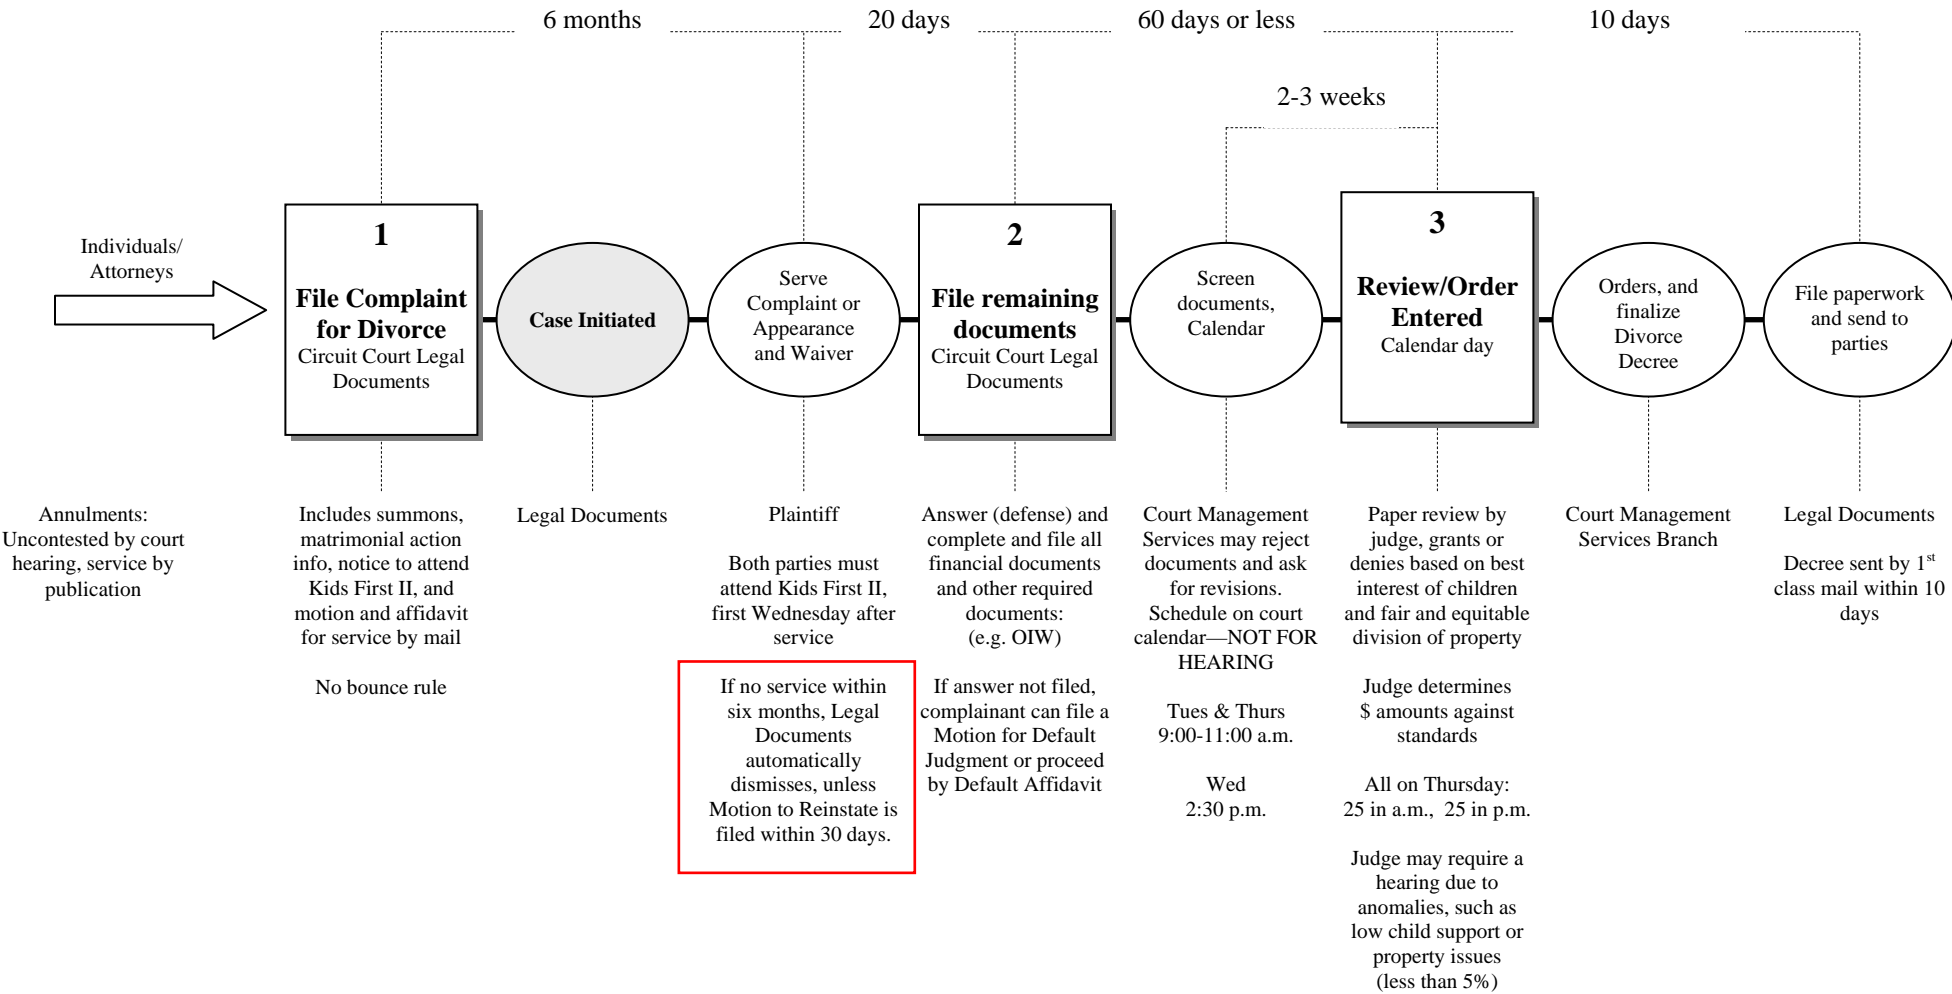 6 months
20 days
60 days or less
10 days
2-3 weeks
Individuals/
Attorneys
1
File Complaint
for Divorce
Circuit Court Legal
Documents
Case Initiated
Serve
Complaint or
Appearance
and Waiver
2
File remaining
documents
Circuit Court Legal
Documents
Screen
documents,
Calendar
3
Review/Order
Entered
Calendar day
Orders, and
finalize
Divorce
Decree
File paperwork
and send to
parties
Annulments:
Uncontested by court
hearing, service by
publication
Includes summons,
matrimonial action
info, notice to attend
Kids First II, and
motion and affidavit
for service by mail
No bounce rule
Legal Documents
Plaintiff
Both parties must
attend Kids First II,
first Wednesday after
service
If no service within
six months, Legal
Documents
automatically
dismisses, unless
Motion to Reinstate is
filed within 30 days.
Answer (defense) and
complete and file all
financial documents
and other required
documents:
(e.g. OIW)
If answer not filed,
complainant can file a
Motion for Default
Judgment or proceed
by Default Affidavit
Court Management
Services may reject
documents and ask
for revisions.
Schedule on court
calendar—NOT FOR
HEARING
Tues & Thurs
9:00-11:00 a.m.
Wed
2:30 p.m.
Paper review by
judge, grants or
denies based on best
interest of children
and fair and equitable
division of property
Judge determines
$ amounts against
standards
All on Thursday:
25 in a.m., 25 in p.m.
Judge may require a
hearing due to
anomalies, such as
low child support or
property issues
(less than 5%)
Court Management
Services Branch
Legal Documents
Decree sent by 1st
class mail within 10
days